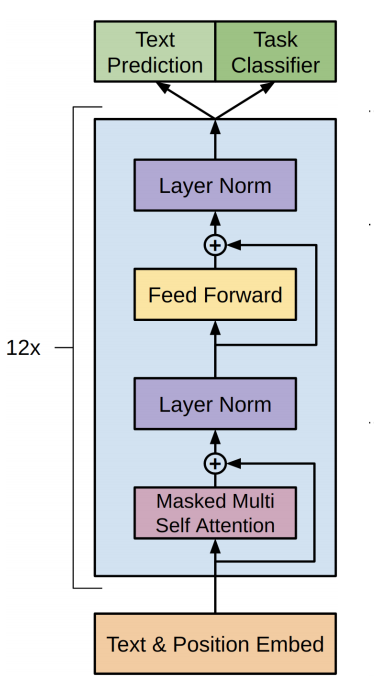 Text
Prediction
Task
Classifier
Layer Norm
Feed Forward
12x
Layer Norm
Masked Multi
Self Attention
Text & Position Embed